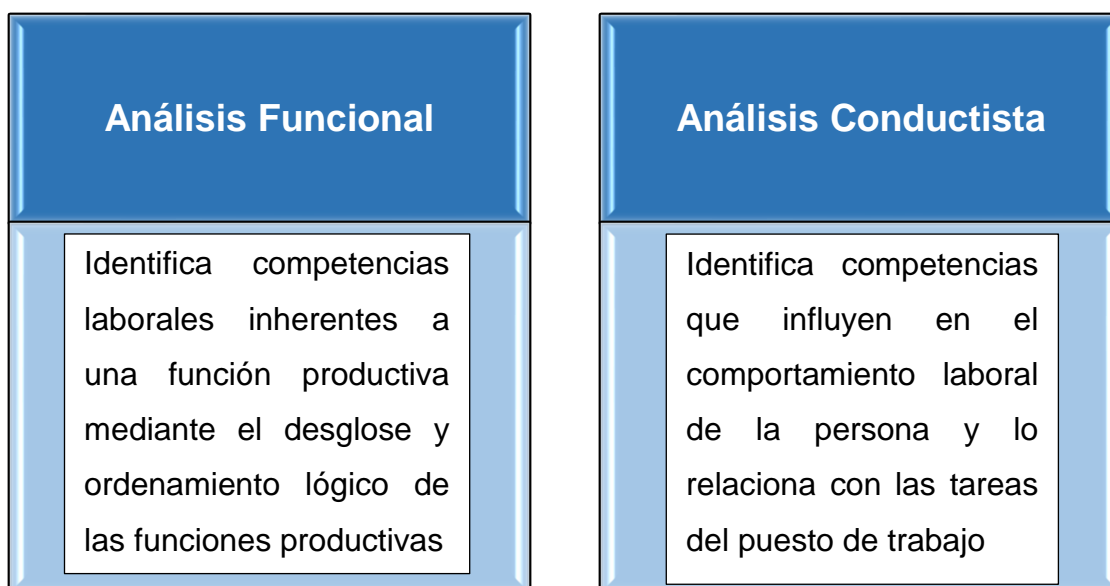 Análisis Funcional
Identifica competencias
laborales inherentes a
una función productiva
mediante el desglose y
ordenamiento lógico de
las funciones productivas
Análisis Conductista
Identifica competencias
que influyen en el
comportamiento laboral
de la persona y lo
relaciona con las tareas
del puesto de trabajo